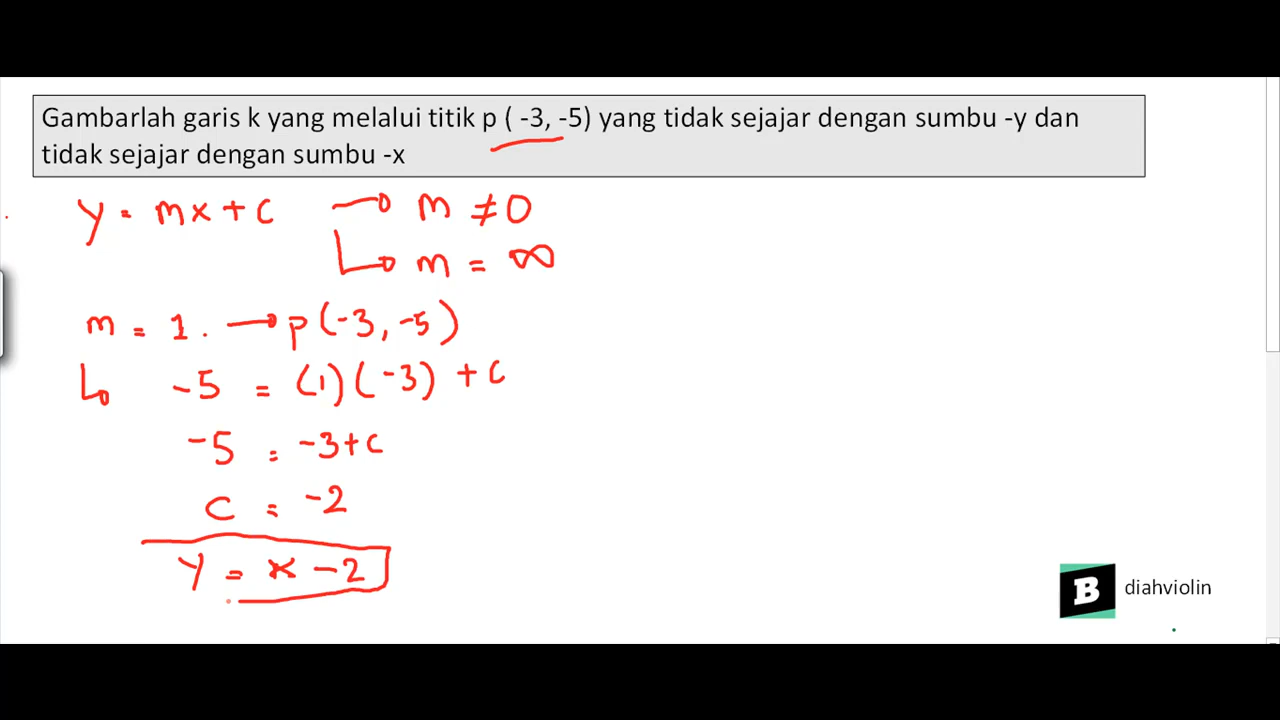 Gambarlah garis k yang melalui titik p ( -3, -5) yang tidak sejajar dengan sumbu -y dan
tidak sejajar dengan sumbu -x
y = mx + c → m ≠ 0
↳ m = ∞
m = 1. → p(-3, -5)
↳ -5 = (1)(-3) + c
-5 = -3+c
c = -2
y = x - 2
B diahviolin